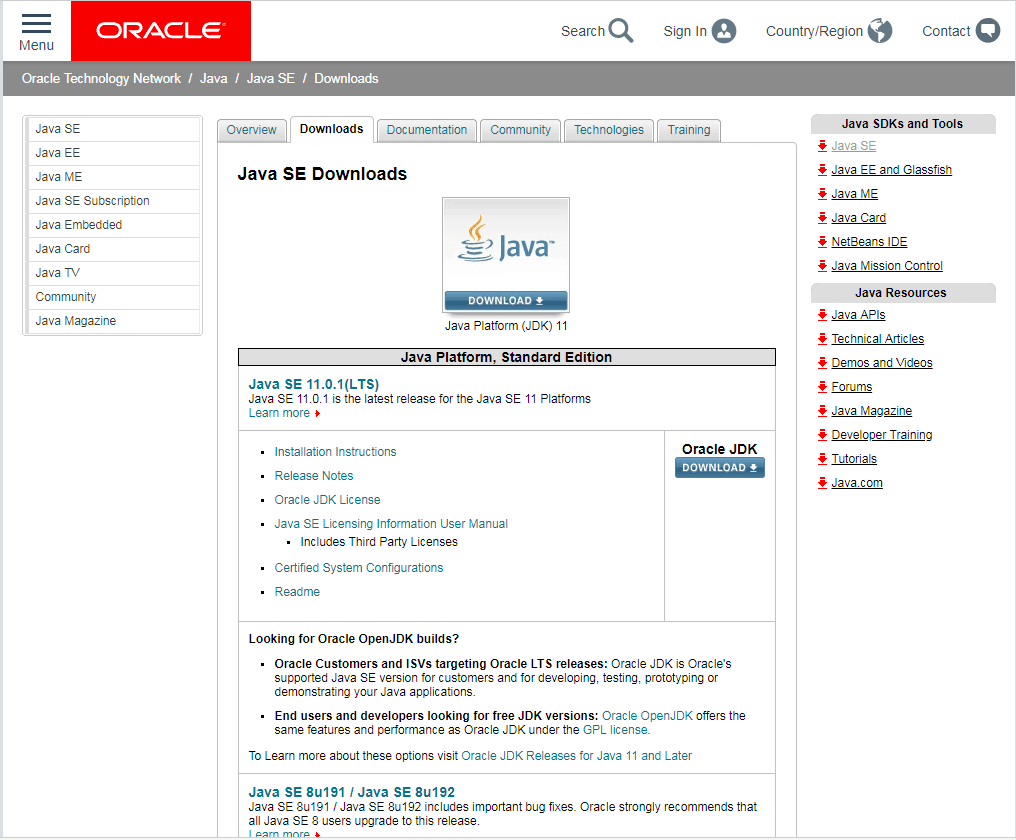 Menu
ORACLE
Search
Sign In
Country/Region
Contact
Oracle Technology Network / Java / Java SE / Downloads
Java SE
Java EE
Java ME
Java SE Subscription
Java Embedded
Java Card
Java TV
Community
Java Magazine
Overview
Downloads
Documentation
Community
Technologies
Training
Java SE Downloads
Java™
DOWNLOAD
Java Platform (JDK) 11
Java Platform, Standard Edition
Java SE 11.0.1(LTS)
Java SE 11.0.1 is the latest release for the Java SE 11 Platforms
Learn more
Installation Instructions
Release Notes
Oracle JDK License
Java SE Licensing Information User Manual
Includes Third Party Licenses
Certified System Configurations
Readme
Oracle JDK
DOWNLOAD
Looking for Oracle OpenJDK builds?
Oracle Customers and ISVs targeting Oracle LTS releases: Oracle JDK is Oracle's
supported Java SE version for customers and for developing, testing, prototyping or
demonstrating your Java applications.
End users and developers looking for free JDK versions: Oracle OpenJDK offers the
same features and performance as Oracle JDK under the GPL license.
To Learn more about these options visit Oracle JDK Releases for Java 11 and Later
Java SE 8u191 / Java SE 8u192
Java SE 8u191 / Java SE 8u192 includes important bug fixes. Oracle strongly recommends that
all Java SE 8 users upgrade to this release.
Learn more
Java SDKs and Tools
Java SE
Java EE and Glassfish
Java ME
Java Card
NetBeans IDE
Java Mission Control
Java Resources
Java APIs
Technical Articles
Demos and Videos
Forums
Java Magazine
Developer Training
Tutorials
Java.com